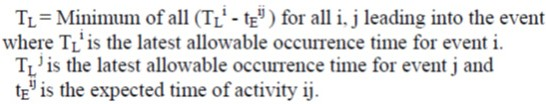 T_L = Minimum of all (T_L^i - t_E^ij) for all i, j leading into the event
where T_L^i is the latest allowable occurrence time for event i.
T_L^j is the latest allowable occurrence time for event j and
t_E^ij is the expected time of activity ij.